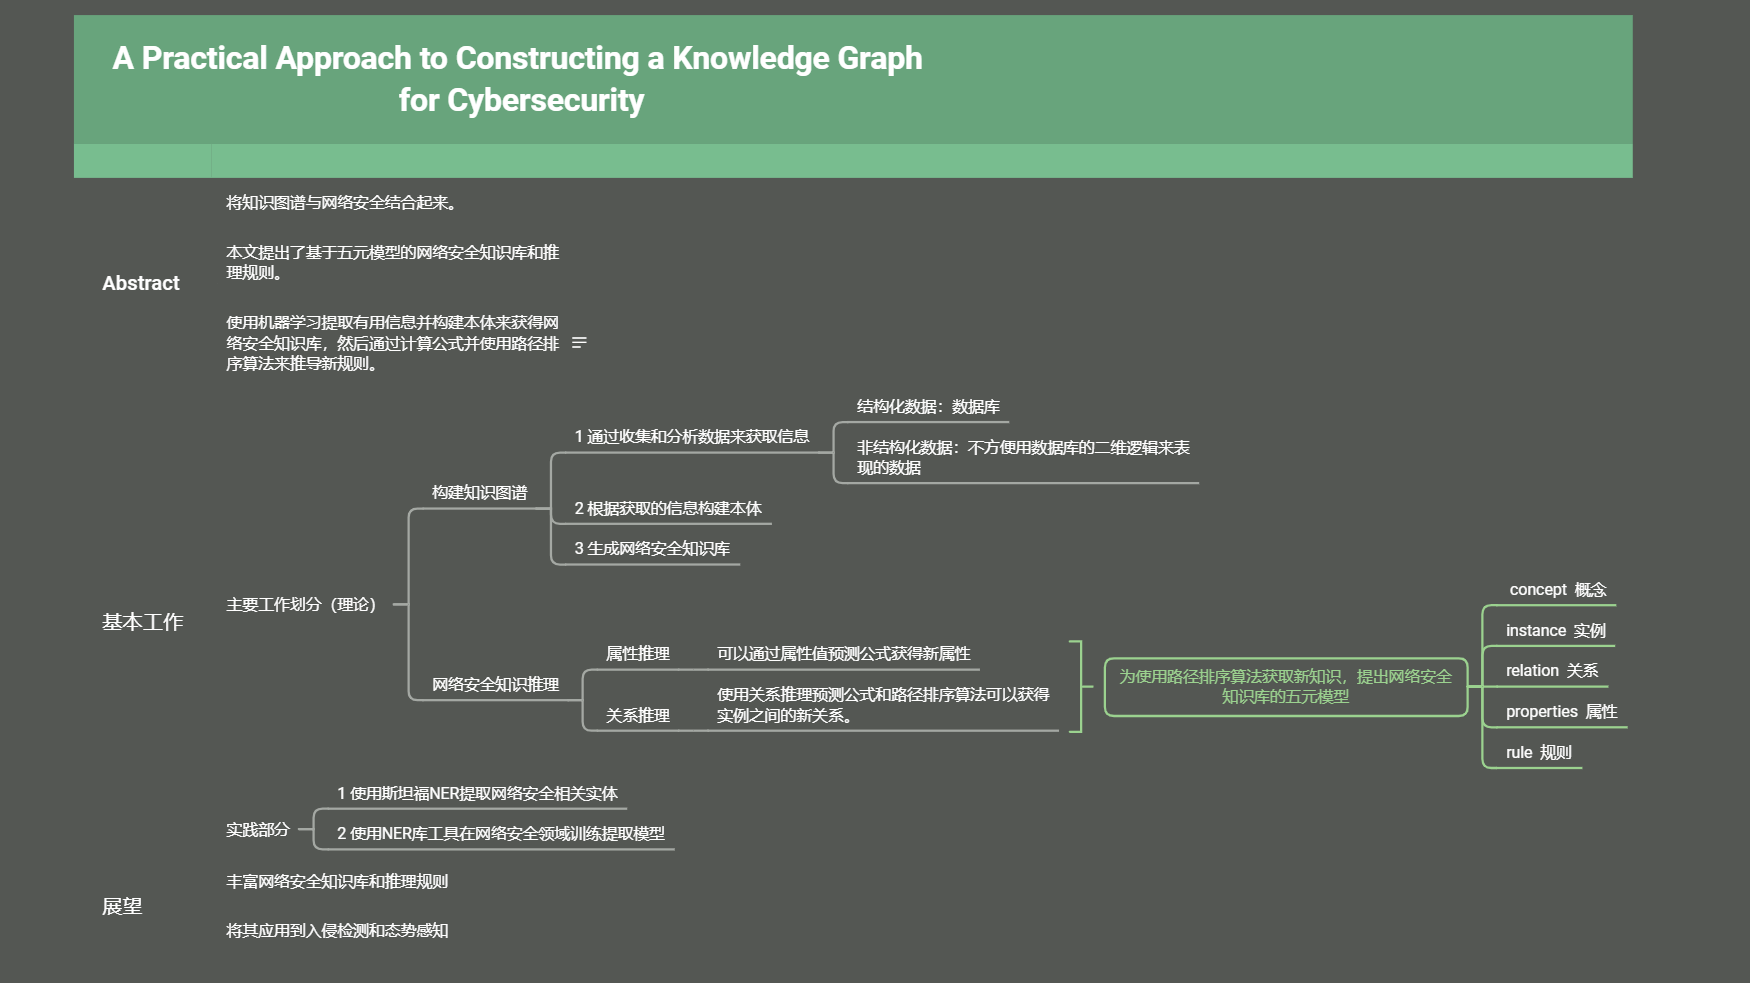 A Practical Approach to Constructing a Knowledge Graph
for Cybersecurity
Abstract
将知识图谱与网络安全结合起来。
本文提出了基于五元模型的网络安全知识库和推
理规则。
使用机器学习提取有用信息并构建本体来获得网
络安全知识库，然后通过计算公式并使用路径排
序算法来推导新规则。
基本工作
主要工作划分（理论）
构建知识图谱
1 通过收集和分析数据来获取信息
结构化数据：数据库
非结构化数据：不方便用数据库的二维逻辑来表
现的数据
2 根据获取的信息构建本体
3 生成网络安全知识库
网络安全知识推理
属性推理
可以通过属性值预测公式获得新属性
关系推理
使用关系推理预测公式和路径排序算法可以获得
实例之间的新关系。
为使用路径排序算法获取新知识，提出网络安全
知识库的五元模型
concept 概念
instance 实例
relation 关系
properties 属性
rule 规则
实践部分
1 使用斯坦福NER提取网络安全相关实体
2 使用NER库工具在网络安全领域训练提取模型
展望
丰富网络安全知识库和推理规则
将其应用到入侵检测和态势感知